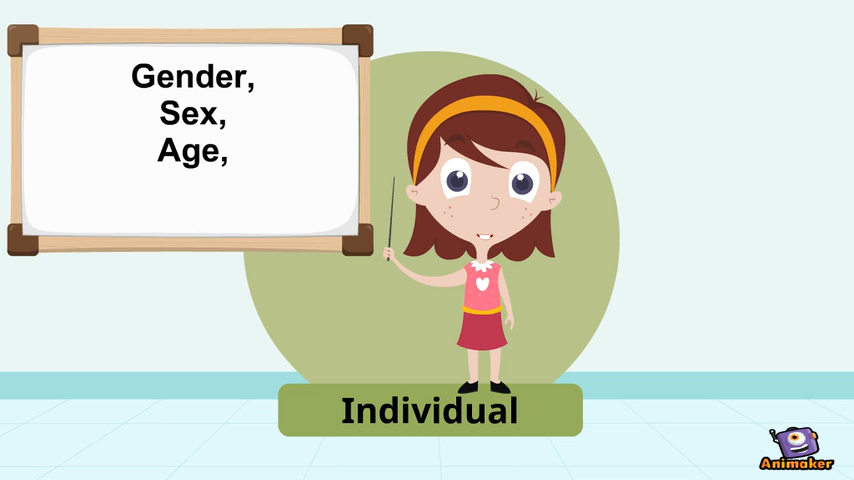 Gender,
Sex,
Age,
Individual
Animaker